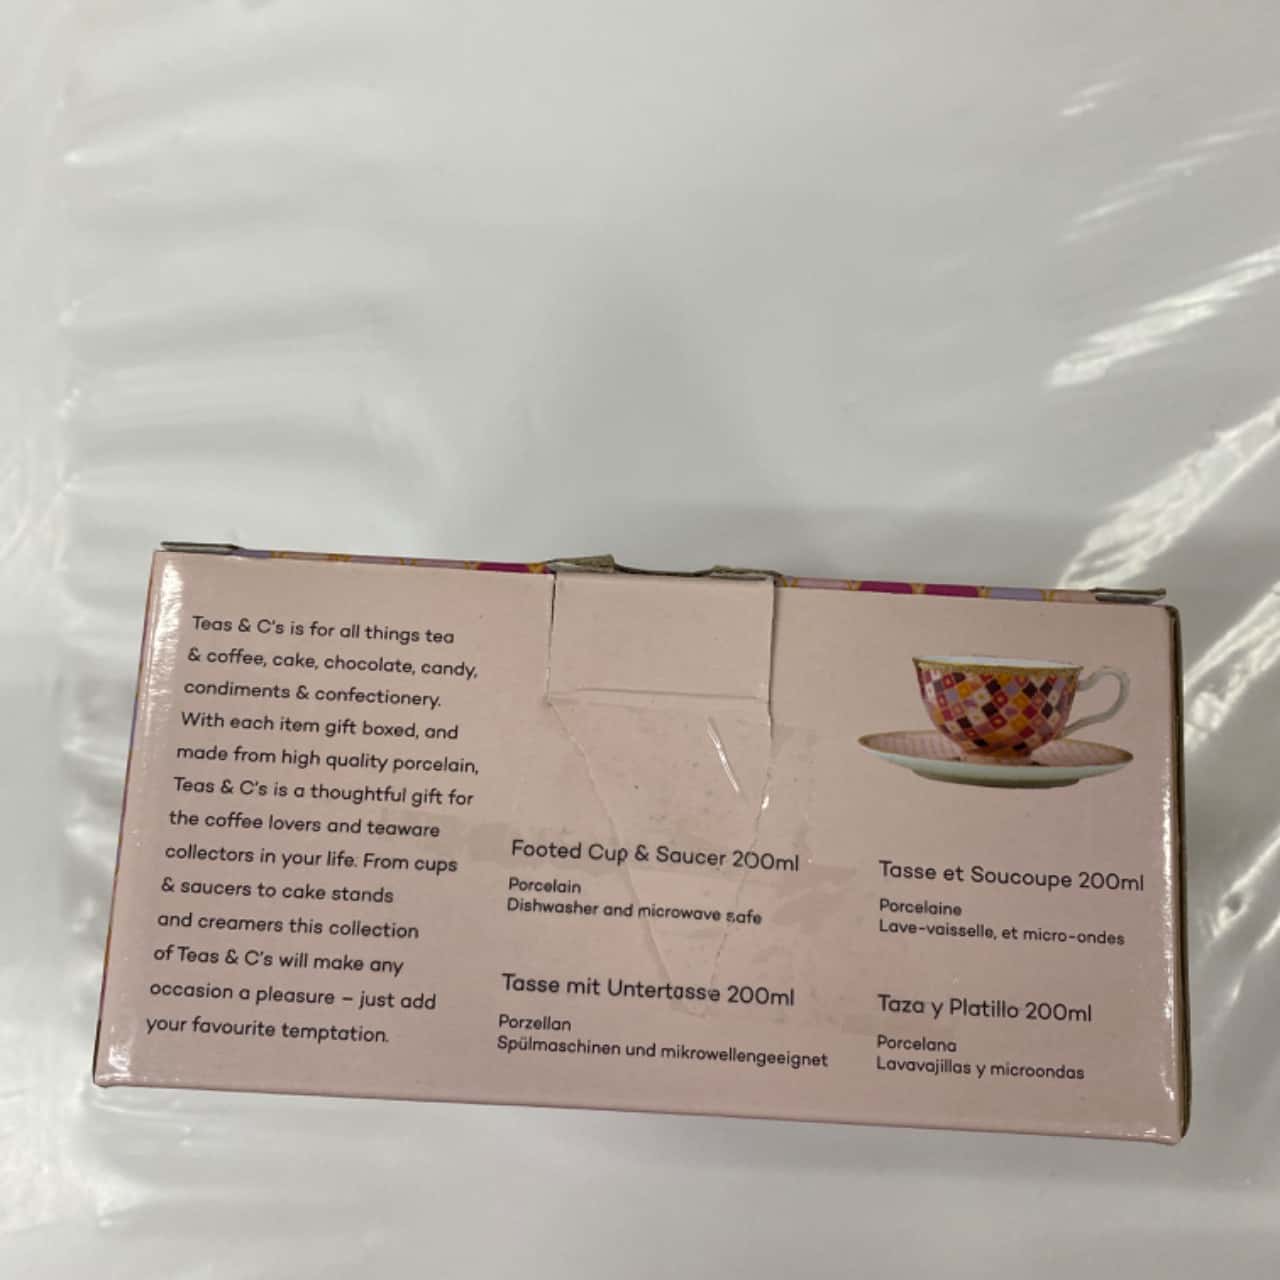 Teas & C's is for all things tea
& coffee, cake, chocolate, candy,
condiments & confectionery.
With each item gift boxed, and
made from high quality porcelain,
Teas & C's is a thoughtful gift for
the coffee lovers and teaware
collectors in your life. From cups
& saucers to cake stands
and creamers this collection
of Teas & C's will make any
occasion a pleasure – just add
your favourite temptation.
Footed Cup & Saucer 200ml
Porcelain
Dishwasher and microwave safe
Tasse mit Untertasse 200ml
Porzellan
Spülmaschinen und mikrowellengeeignet
Tasse et Soucoupe 200ml
Porcelaine
Lave-vaisselle, et micro-ondes
Taza y Platillo 200ml
Porcelana
Lavavajillas y microondas